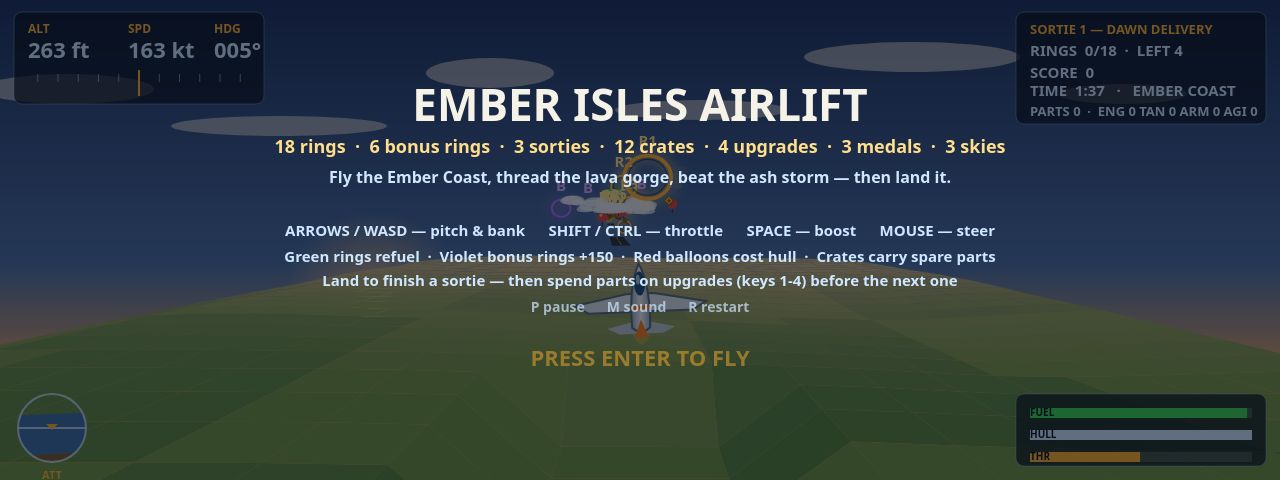 ALT SPD HDG
263 ft 163 kt 005°
SORTIE 1 — DAWN DELIVERY
RINGS 0/18 · LEFT 4
SCORE 0
TIME 1:37 · EMBER COAST
PARTS 0 · ENG 0 TAN 0 ARM 0 AGI 0
EMBER ISLES AIRLIFT
18 rings · 6 bonus rings · 3 sorties · 12 crates · 4 upgrades · 3 medals · 3 skies
R1
R2
Fly the Ember Coast, thread the lava gorge, beat the ash storm — then land it.
B B B
ARROWS / WASD — pitch & bank SHIFT / CTRL — throttle SPACE — boost MOUSE — steer
Green rings refuel · Violet bonus rings +150 · Red balloons cost hull · Crates carry spare parts
Land to finish a sortie — then spend parts on upgrades (keys 1-4) before the next one
P pause M sound R restart
PRESS ENTER TO FLY
ATT
FUEL
HULL
THR